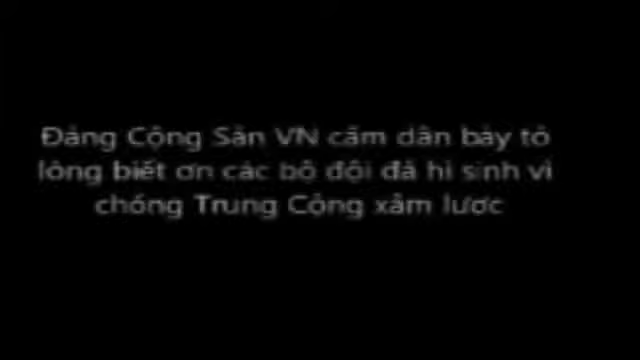 Đảng Cộng Sản VN cấm dân bày tỏ
lòng biết ơn các bộ đội đã hi sinh vì
chống Trung Cộng xâm lược